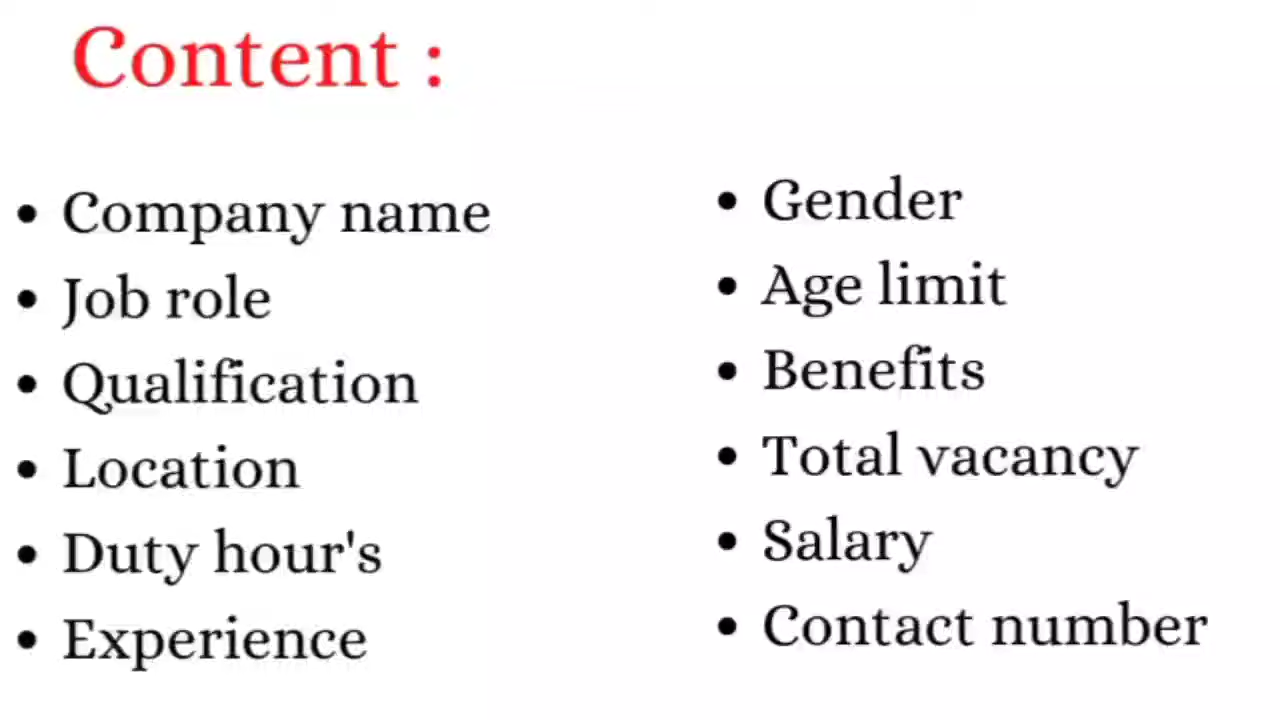 Content :
Company name
Job role
Qualification
Location
Duty hour's
Experience
Gender
Age limit
Benefits
Total vacancy
Salary
Contact number